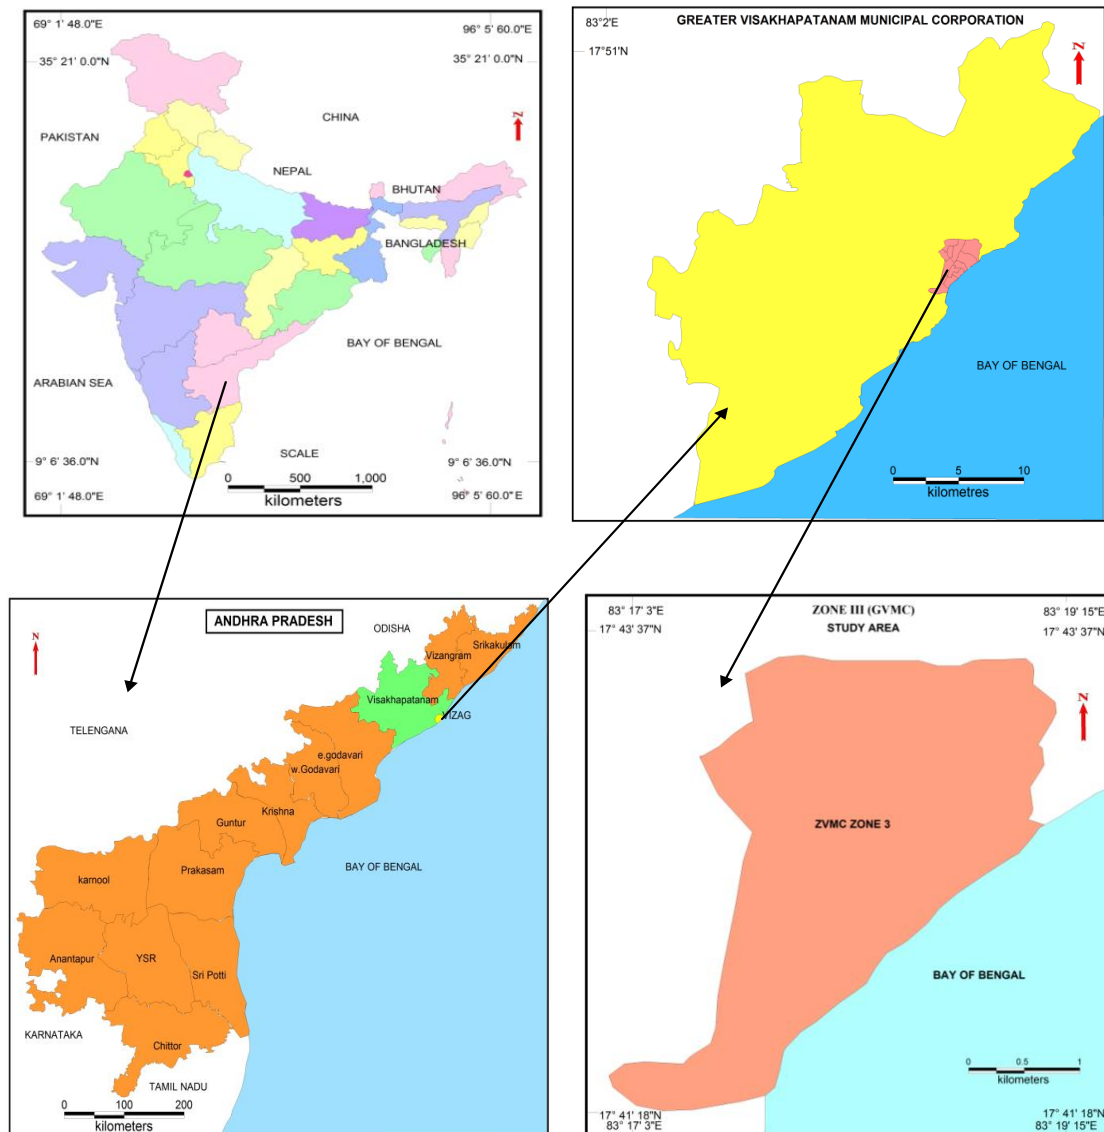 69° 1' 48.0"E
96° 5' 60.0"E
35° 21' 0.0"N
35° 21' 0.0"N
CHINA
N
PAKISTAN
NEPAL
BHUTAN
BANGLADESH
BAY OF BENGAL
ARABIAN SEA
SCALE
9° 6' 36.0"N
9° 6' 36.0"N
0 500 1,000
69° 1' 48.0"E
96° 5' 60.0"E
kilometers
83°2'E
GREATER VISAKHAPATANAM MUNICIPAL CORPORATION
17°51'N
N
BAY OF BENGAL
0 5 10
kilometres
ANDHRA PRADESH
ODISHA
N
Srikakulam
Vizangram
Visakhapatanam
VIZAG
TELENGANA
e.godavari
w.Godavari
Krishna
Guntur
BAY OF BENGAL
Prakasam
karnool
Anantapur
YSR
Sri Potti
KARNATAKA
Chittor
TAMIL NADU
0 100 200
kilometers
83° 17' 3"E
ZONE III (GVMC)
83° 19' 15"E
STUDY AREA
17° 43' 37"N
17° 43' 37"N
N
ZVMC ZONE 3
BAY OF BENGAL
0 0.5 1
kilometers
17° 41' 18"N
17° 41' 18"N
83° 17' 3"E
83° 19' 15"E